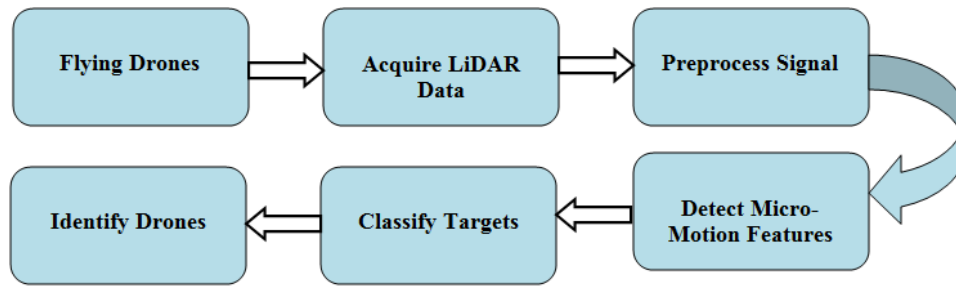 Flying Drones
Acquire LiDAR
Data
Preprocess Signal
Detect Micro-
Motion Features
Classify Targets
Identify Drones